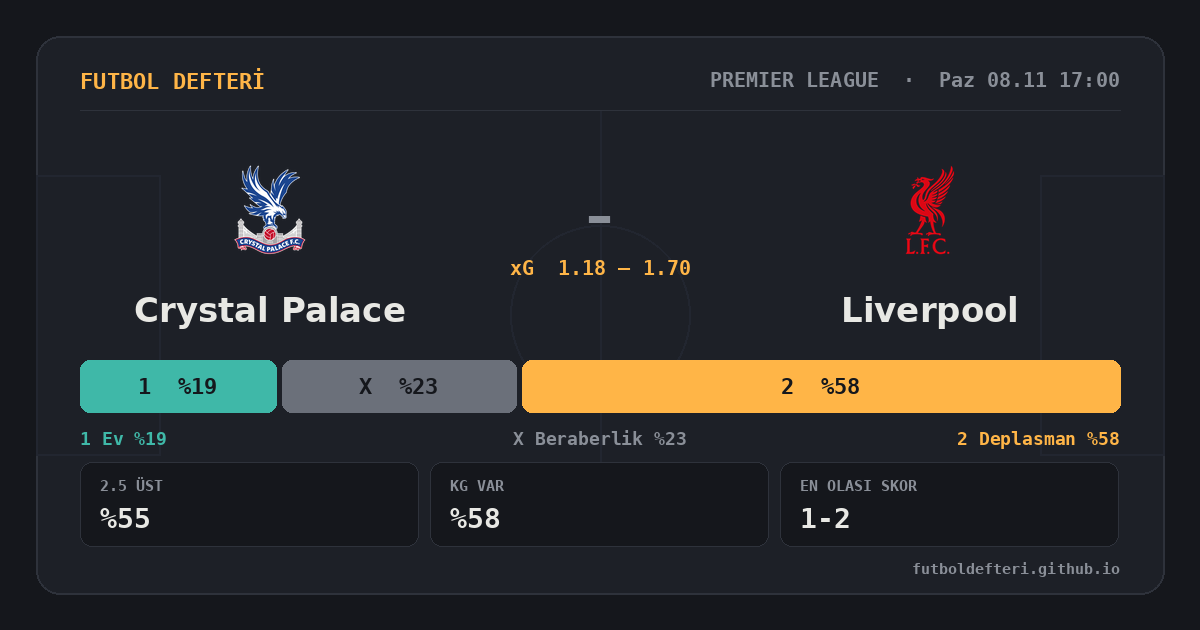 FUTBOL DEFTERİ
PREMIER LEAGUE · Paz 08.11 17:00
CRYSTAL PALACE F.C.
L.F.C.
–
xG 1.18 – 1.70
Crystal Palace
Liverpool
1 %19
X %23
2 %58
1 Ev %19
X Beraberlik %23
2 Deplasman %58
2.5 ÜST
KG VAR
EN OLASI SKOR
%55
%58
1-2
futboldefteri.github.io